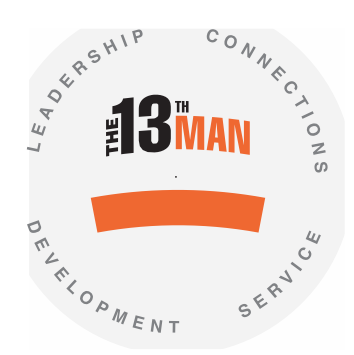 LEADERSHIP
CONNECTIONS
THE 13TH MAN
DEVELOPMENT
SERVICE